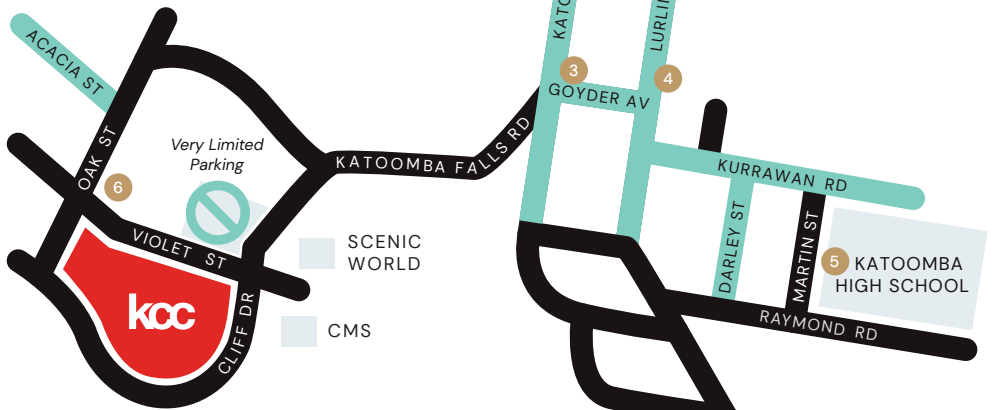 ACACIA ST
OAK ST
6
Very Limited
Parking
VIOLET ST
kcc
CLIFF DR
SCENIC
WORLD
CMS
KATOOMBA FALLS RD
3
4
GOYDER AV
KURRAWAN RD
DARLEY ST
MARTIN ST
5
KATOOMBA
HIGH SCHOOL
RAYMOND RD